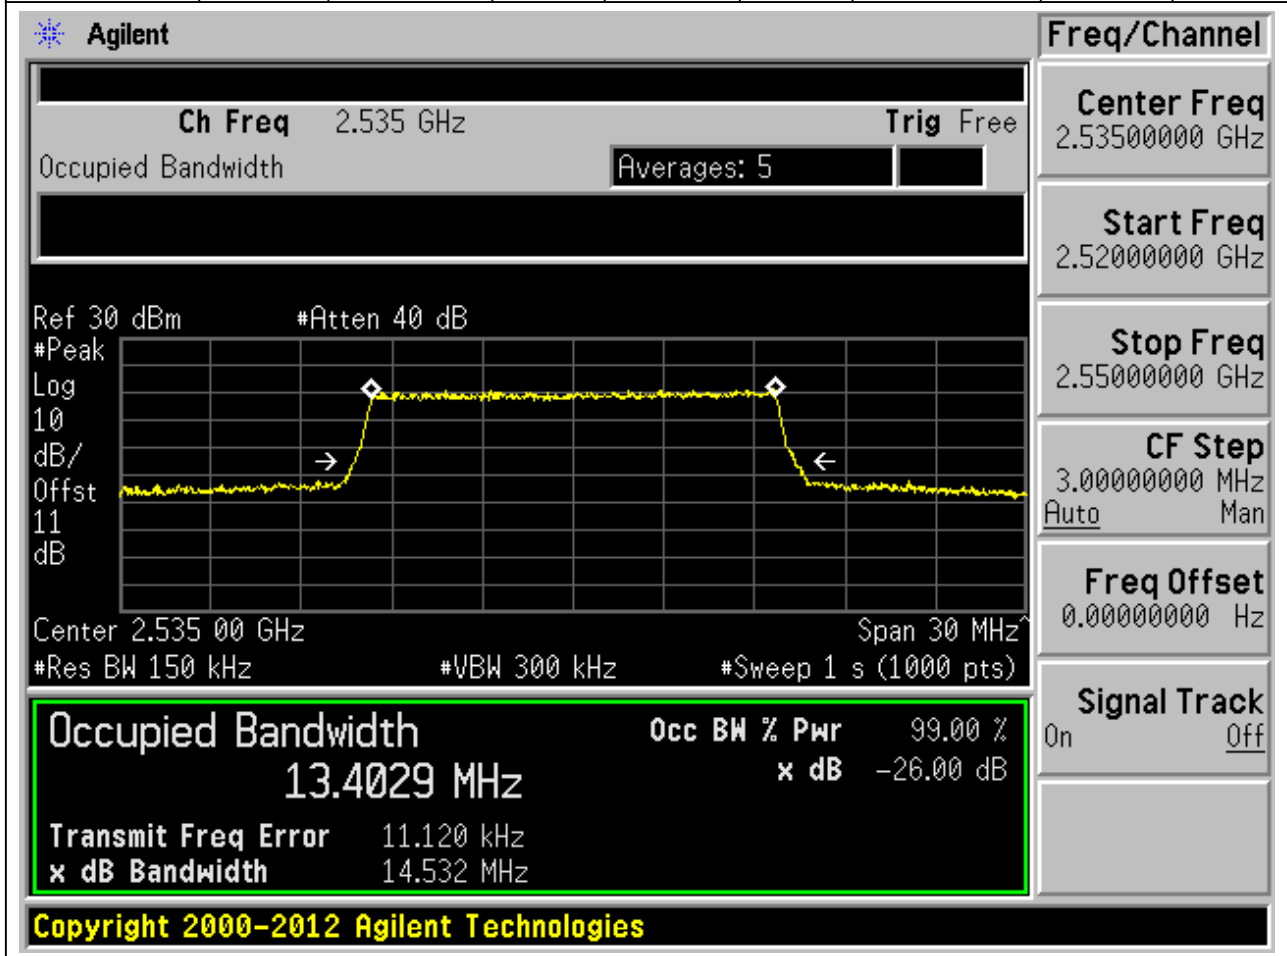 Agilent
Freq/Channel
Ch Freq 2.535 GHz Trig Free
Occupied Bandwidth Averages: 5
Center Freq
2.53500000 GHz
Start Freq
2.52000000 GHz
Stop Freq
2.55000000 GHz
CF Step
3.00000000 MHz
Auto Man
Freq Offset
0.00000000 Hz
Signal Track
On Off
Ref 30 dBm #Atten 40 dB
#Peak
Log
10
dB/
Offst
11
dB
Center 2.535 00 GHz Span 30 MHz^
#Res BW 150 kHz #VBW 300 kHz #Sweep 1 s (1000 pts)
Occupied Bandwidth Occ BW % Pwr 99.00 %
13.4029 MHz x dB -26.00 dB
Transmit Freq Error 11.120 kHz
x dB Bandwidth 14.532 MHz
Copyright 2000-2012 Agilent Technologies